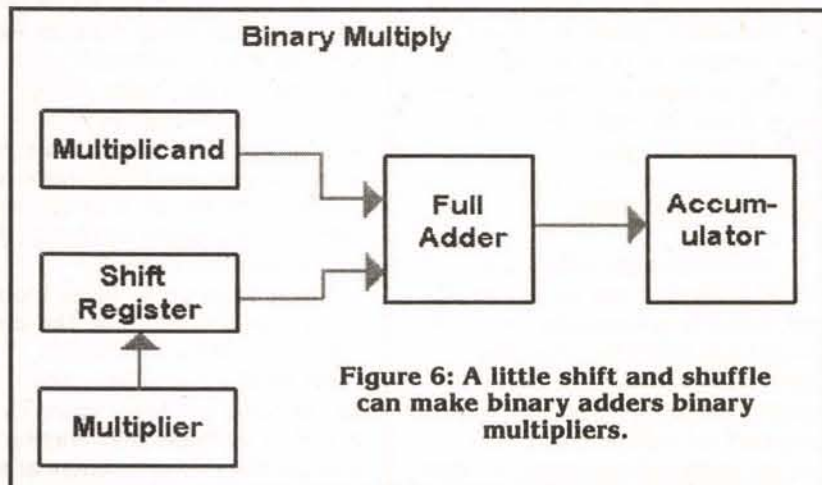 Binary Multiply
Multiplicand
Full
Adder
Accum-
ulator
Shift
Register
Multiplier
Figure 6: A little shift and shuffle
can make binary adders binary
multipliers.